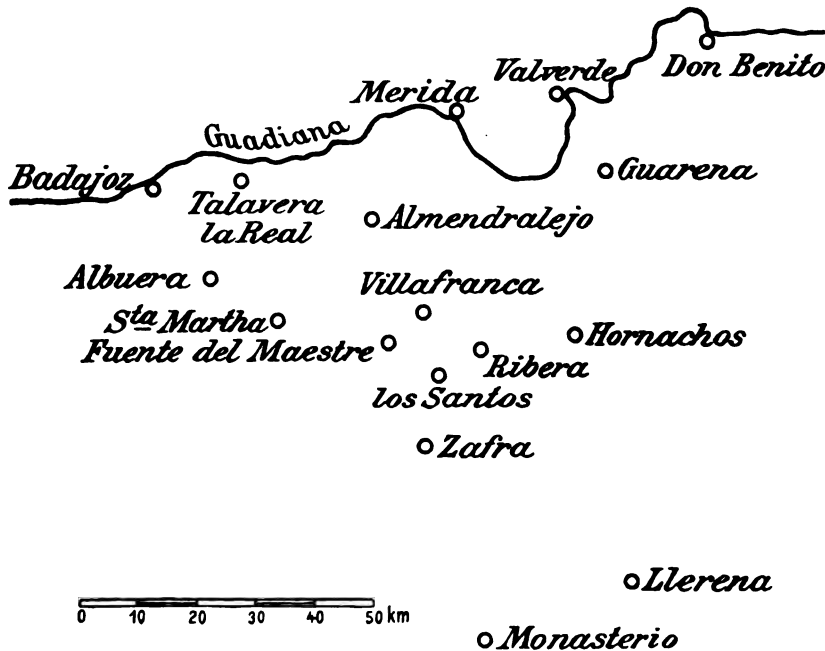 Don Benito
Valverde
Merida
Guadiana
Badajoz
Guarena
Talavera
la Real
Almendralejo
Albuera
Villafranca
Sta Martha
Hornachos
Fuente del Maestre
Ribera
los Santos
Zafra
Llerena
0 10 20 30 50 km
Monasterio